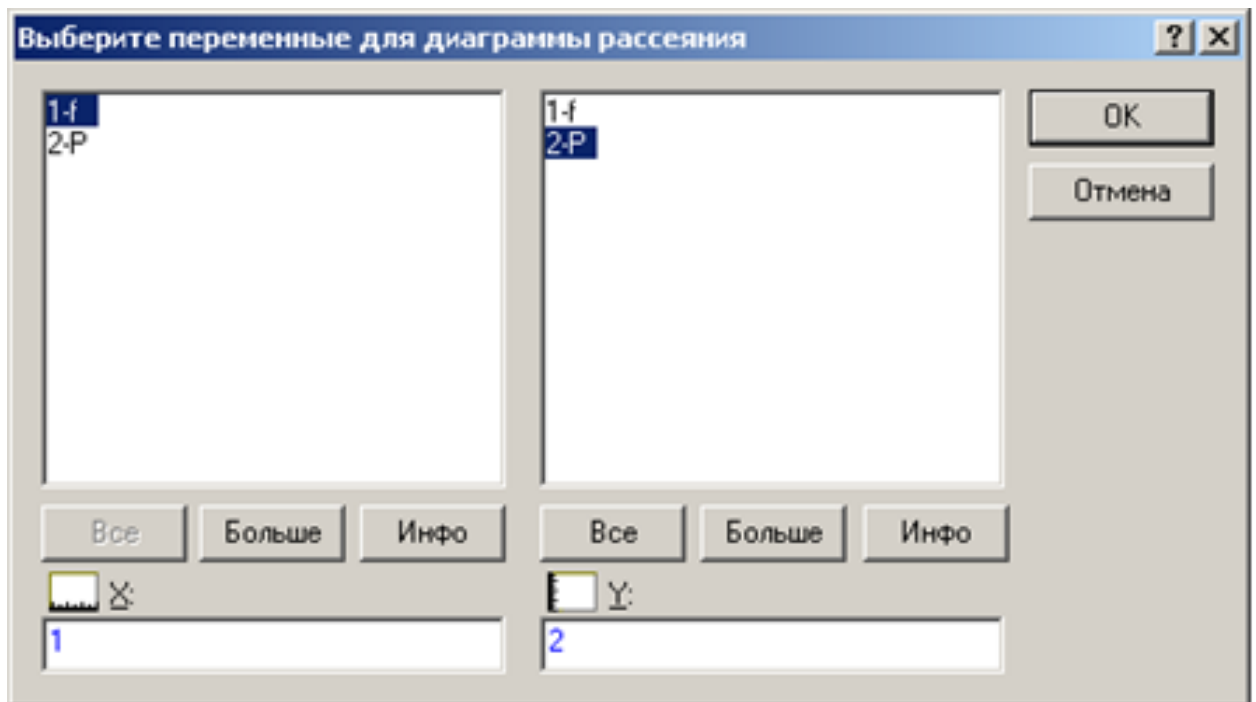 Выберите переменные для диаграммы рассеяния
?
1-f
2-P
1-f
2-P
OK
Отмена
Все
Больше
Инфо
Все
Больше
Инфо
X:
Y:
1
2